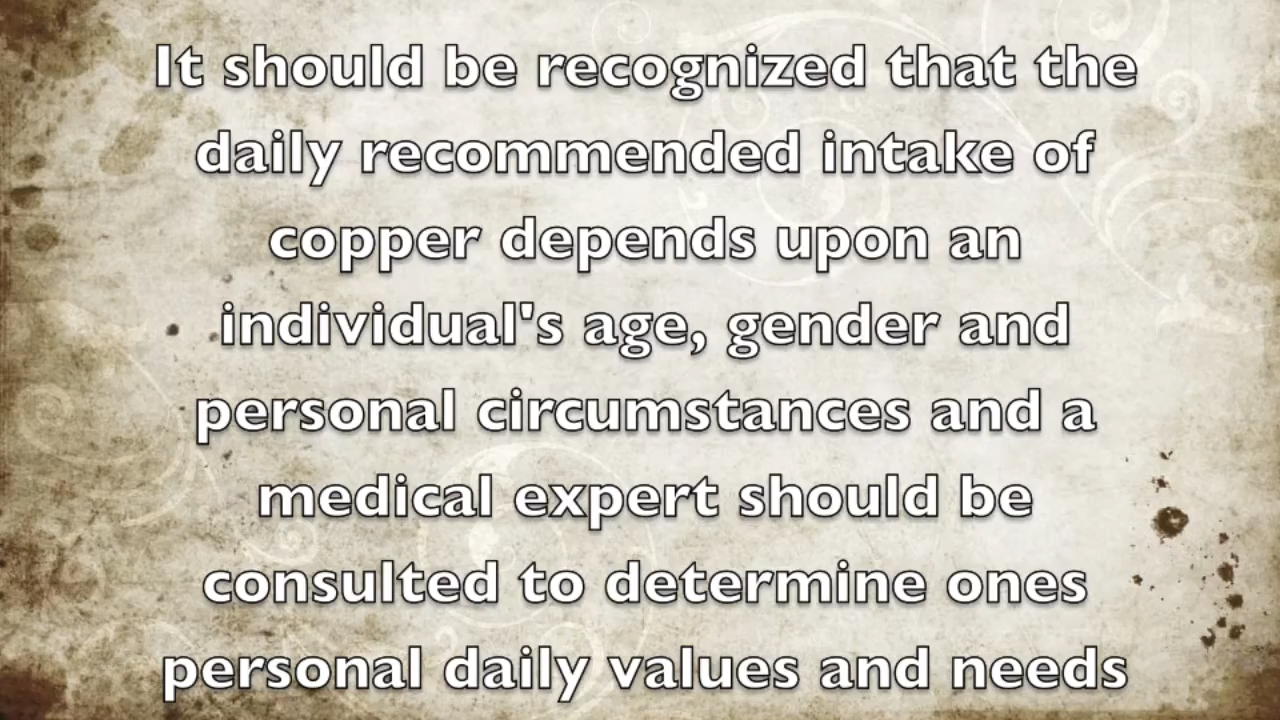 It should be recognized that the
daily recommended intake of
copper depends upon an
individual's age, gender and
personal circumstances and a
medical expert should be
consulted to determine ones
personal daily values and needs